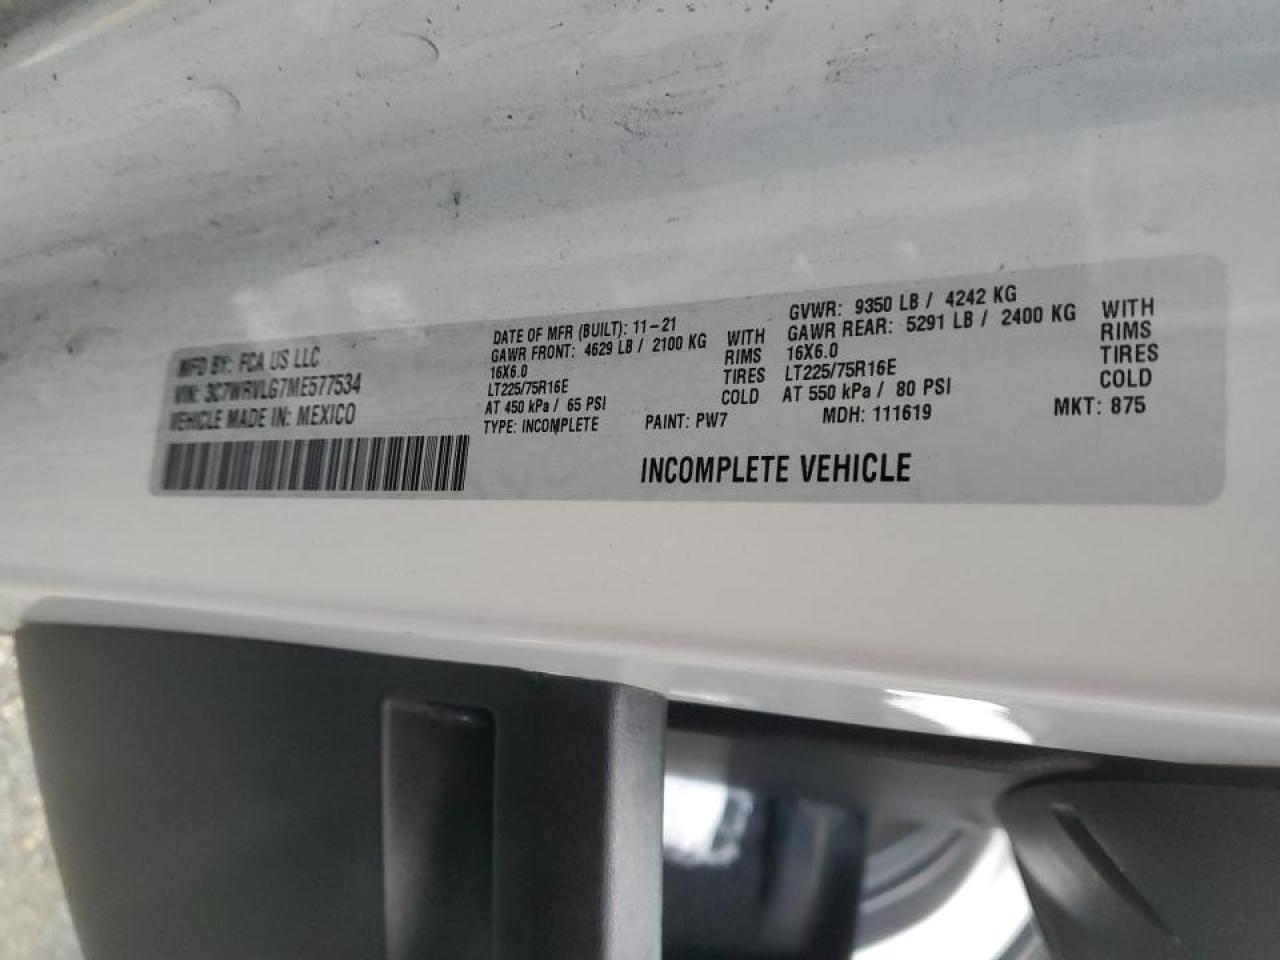 MFD BY: FCA US LLC
VIN: 3C7WRVLG7ME577534
VEHICLE MADE IN: MEXICO
DATE OF MFR (BUILT): 11-21
GAWR FRONT: 4629 LB / 2100 KG WITH
16X6.0 RIMS
LT225/75R16E TIRES
AT 450 kPa / 65 PSI COLD
TYPE: INCOMPLETE PAINT: PW7
GVWR: 9350 LB / 4242 KG
GAWR REAR: 5291 LB / 2400 KG WITH
16X6.0 RIMS
LT225/75R16E TIRES
AT 550 kPa / 80 PSI COLD
MDH: 111619 MKT: 875
INCOMPLETE VEHICLE